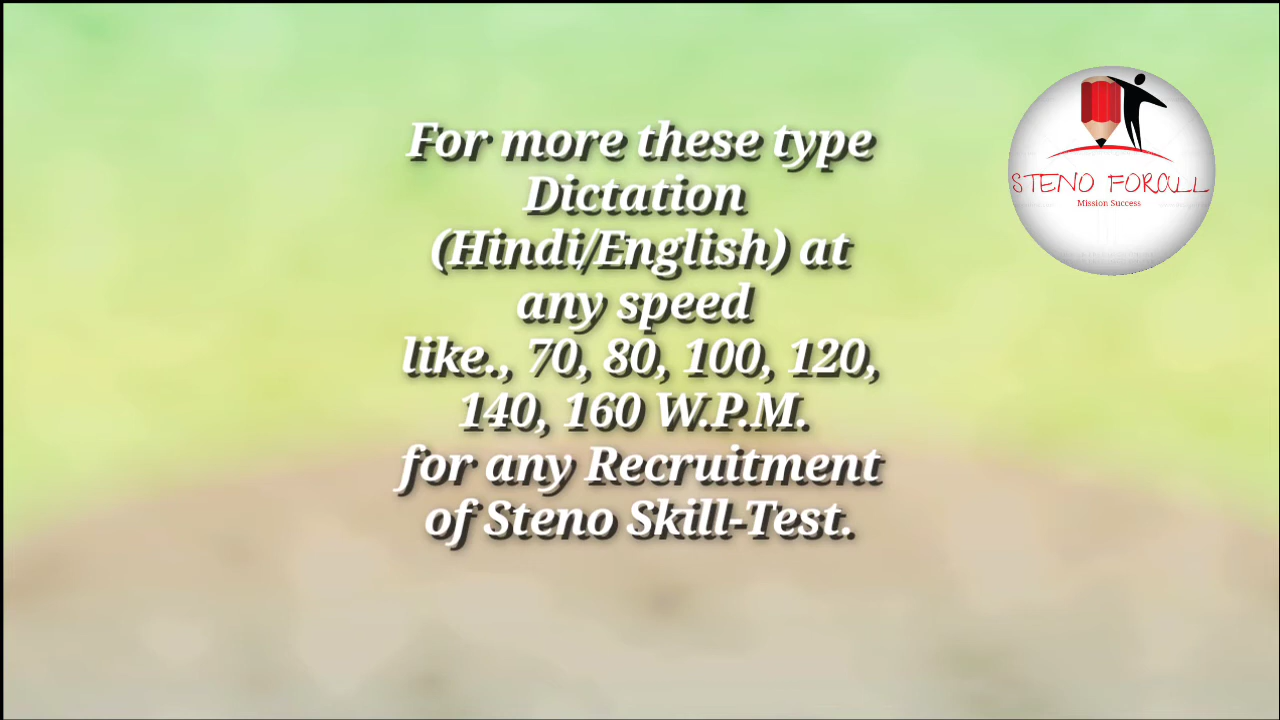 For more these type
Dictation
(Hindi/English) at
any speed
like., 70, 80, 100, 120,
140, 160 W.P.M.
for any Recruitment
of Steno Skill-Test.
STENO FORALL
Mission Success